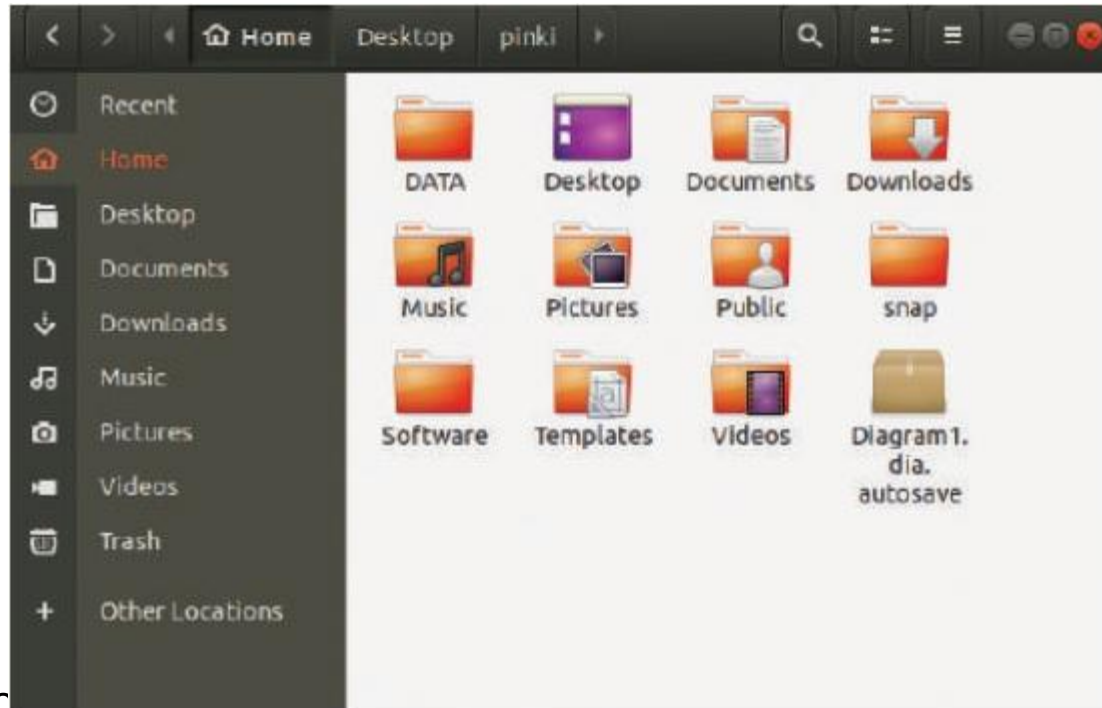 Home Desktop pinki
Recent
Home
Desktop
Documents
Downloads
Music
Pictures
Videos
Trash
Other Locations
DATA Desktop Documents Downloads
Music Pictures Public snap
Software Templates Videos Diagram1.
dia.
autosave